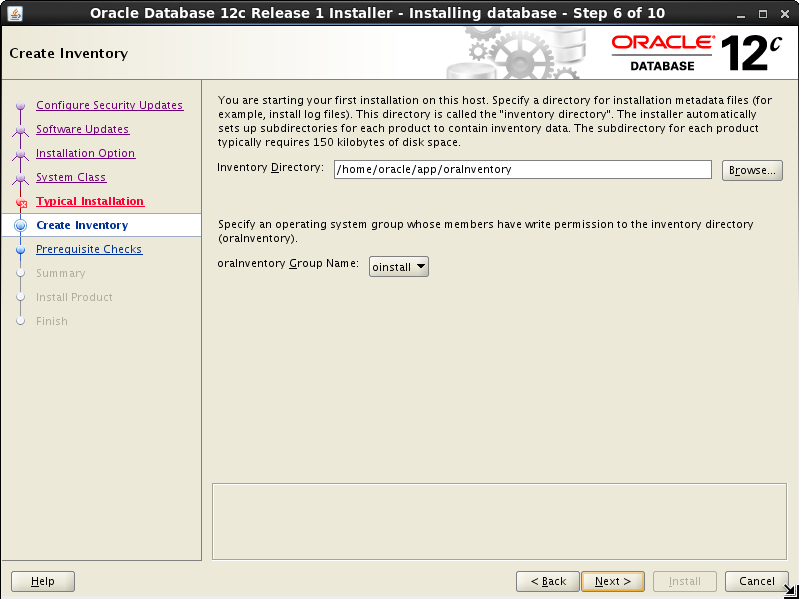 Oracle Database 12c Release 1 Installer - Installing database - Step 6 of 10
Create Inventory
ORACLE® 12c
DATABASE
Configure Security Updates
Software Updates
Installation Option
System Class
Typical Installation
Create Inventory
Prerequisite Checks
Summary
Install Product
Finish
You are starting your first installation on this host. Specify a directory for installation metadata files (for
example, install log files). This directory is called the "inventory directory". The installer automatically
sets up subdirectories for each product to contain inventory data. The subdirectory for each product
typically requires 150 kilobytes of disk space.
Inventory Directory: /home/oracle/app/oraInventory Browse...
Specify an operating system group whose members have write permission to the inventory directory
(oraInventory).
oraInventory Group Name: oinstall
Help < Back Next > Install Cancel